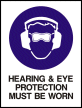 HEARING & EYE
PROTECTION
MUST BE WORN